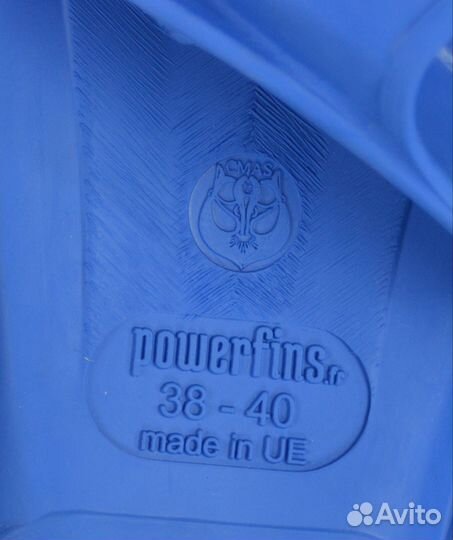 CMAS
powerfins.fr
38 - 40
made in UE
Avito